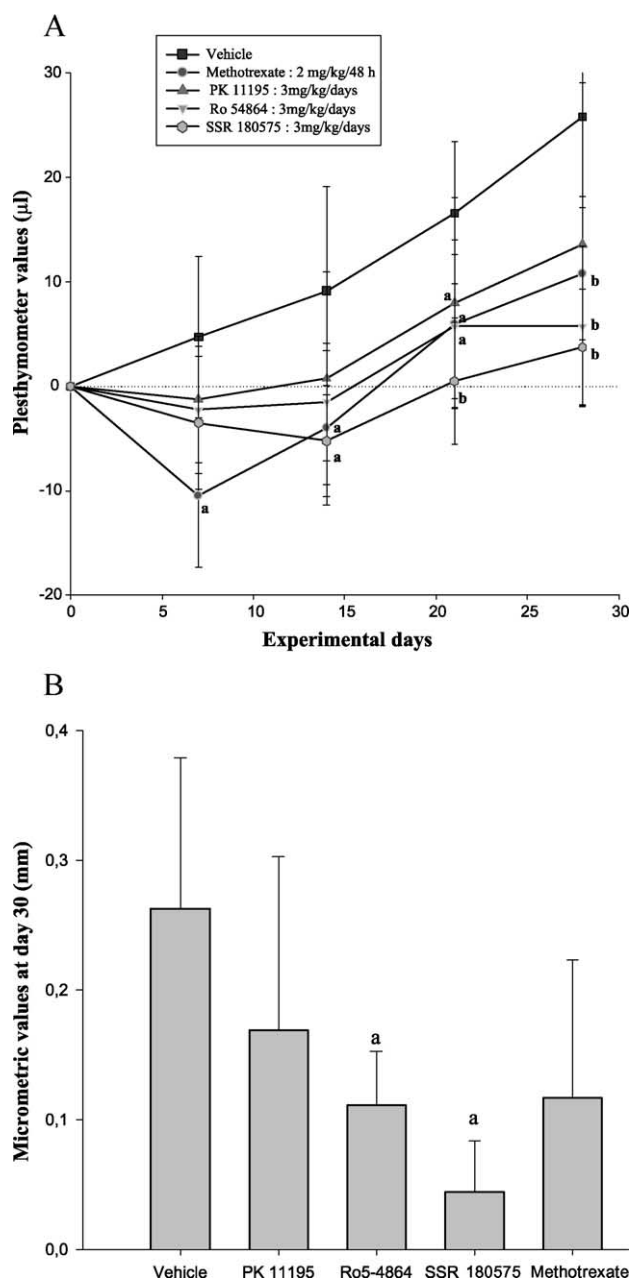 A
Vehicle
Methotrexate : 2 mg/kg/48 h
PK 11195 : 3mg/kg/days
Ro 54864 : 3mg/kg/days
SSR 180575 : 3mg/kg/days
Plesthymometer values (µl)
30
20
10
0
-10
-20
a
a
a
a
a
a
b
b
b
b
0
5
10
15
20
25
30
Experimental days
B
Micrometric values at day 30 (mm)
0,4
0,3
0,2
0,1
0,0
a
a
Vehicle
PK 11195
Ro5-4864
SSR 180575
Methotrexate